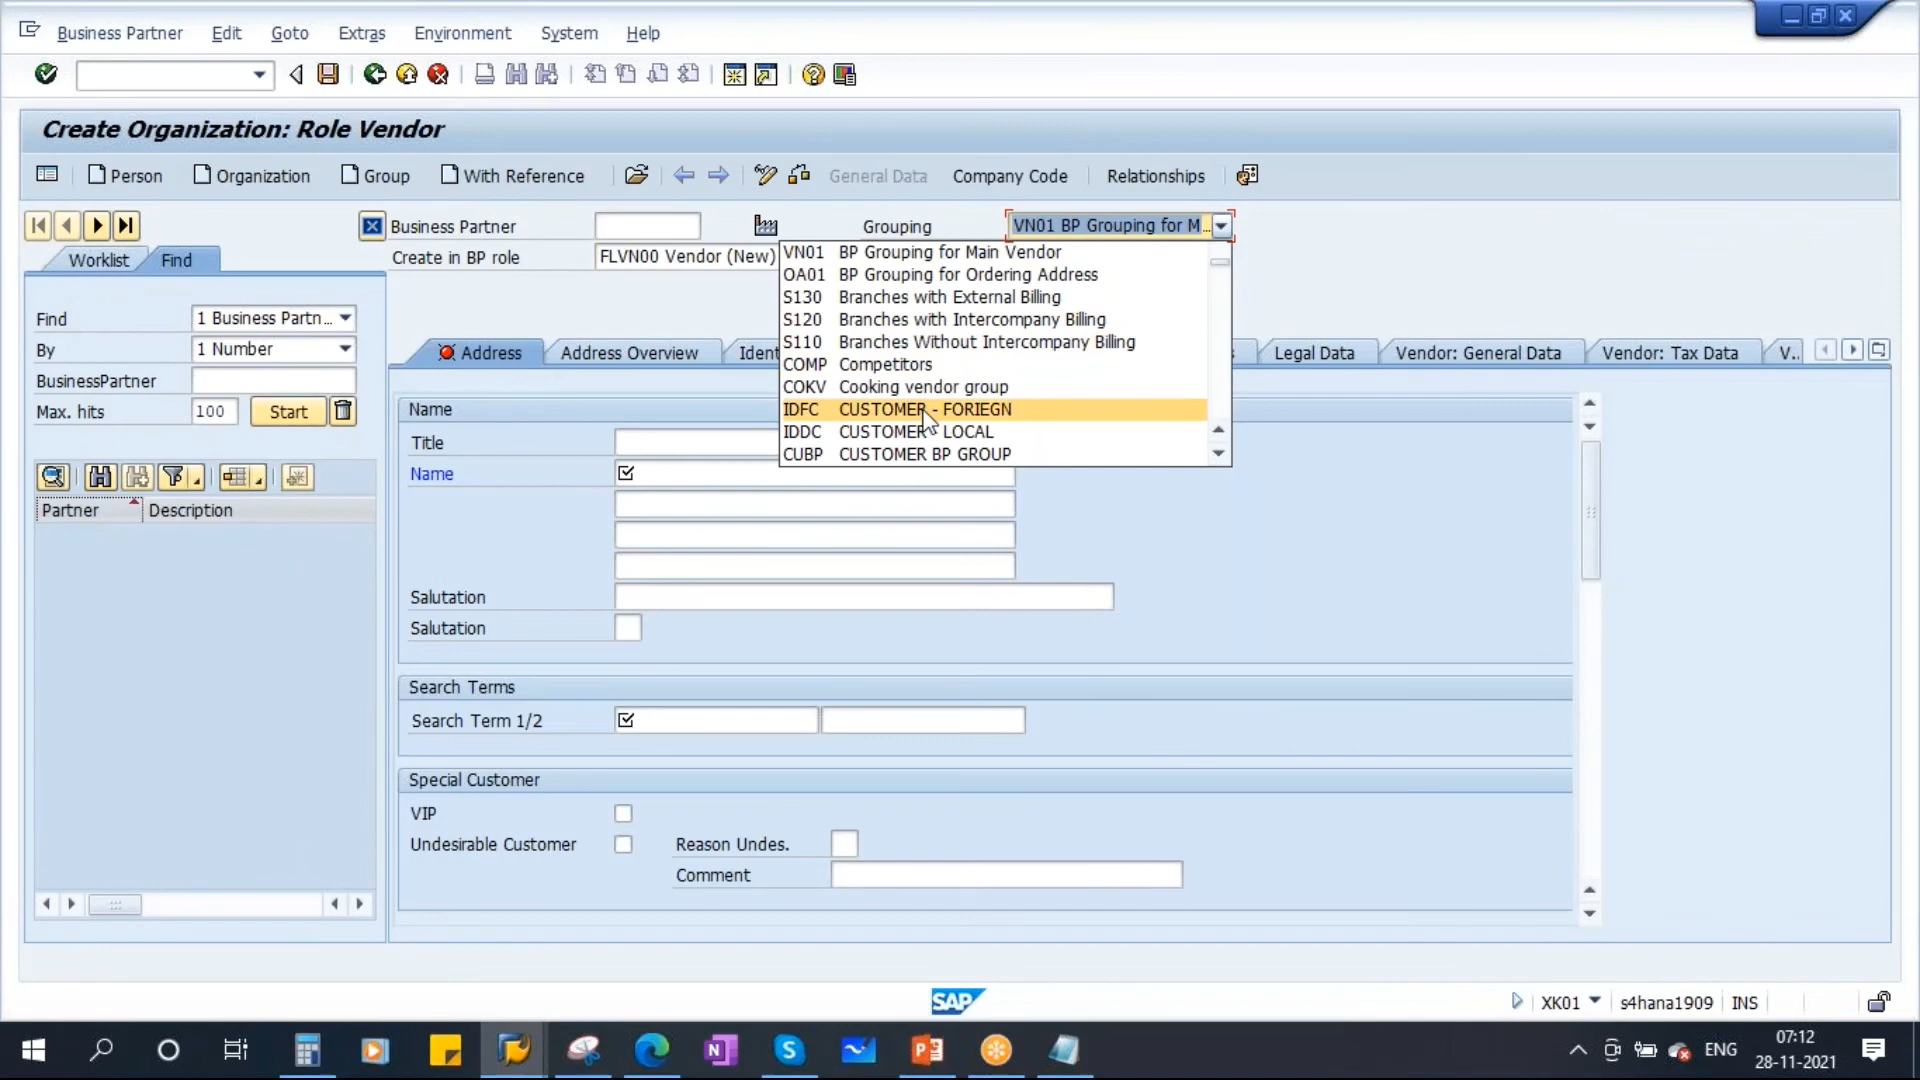 Business Partner Edit Goto Extras Environment System Help
Create Organization: Role Vendor
Person Organization Group With Reference General Data Company Code Relationships
Business Partner Grouping VN01 BP Grouping for M...
Worklist Find
Create in BP role FLVN00 Vendor (New)
VN01 BP Grouping for Main Vendor
OA01 BP Grouping for Ordering Address
S130 Branches with External Billing
S120 Branches with Intercompany Billing
S110 Branches Without Intercompany Billing
COMP Competitors
COKV Cooking vendor group
IDFC CUSTOMER - FORIEGN
IDDC CUSTOMER - LOCAL
CUBP CUSTOMER BP GROUP
Find 1 Business Partn...
By 1 Number
BusinessPartner
Max. hits 100 Start
Partner Description
Address Address Overview Legal Data Vendor: General Data Vendor: Tax Data V..
Name
Title
Name
Salutation
Salutation
Search Terms
Search Term 1/2
Special Customer
VIP
Undesirable Customer Reason Undes.
Comment
SAP
XK01 s4hana1909 INS
07:12
ENG
28-11-2021